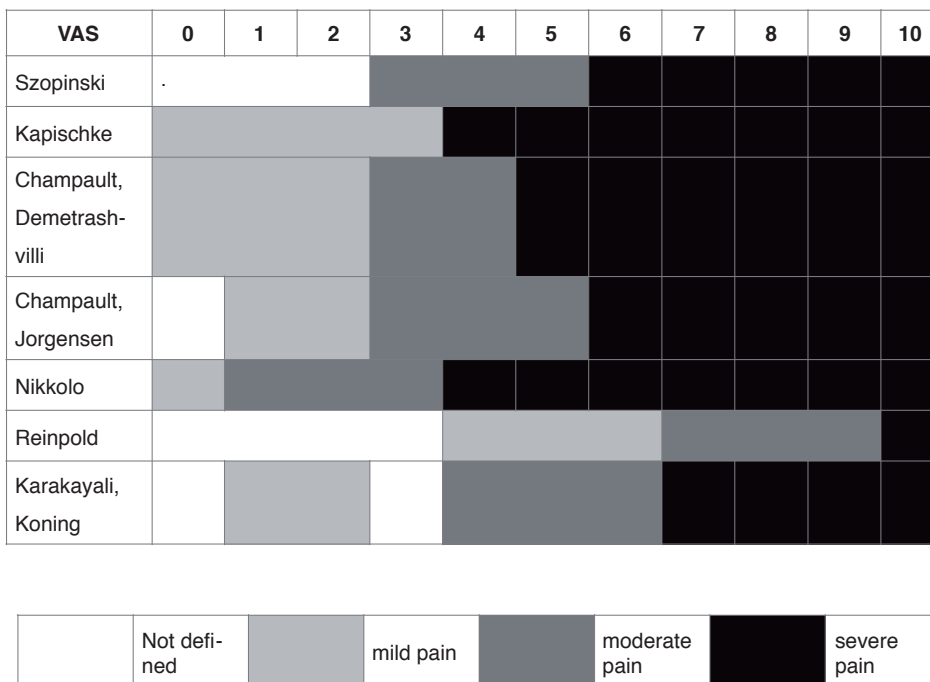 VAS 0 1 2 3 4 5 6 7 8 9 10
Szopinski .
Kapischke
Champault,
Demetrash-
villi
Champault,
Jorgensen
Nikkolo
Reinpold
Karakayali,
Koning
Not defi-
ned
mild pain
moderate
pain
severe
pain